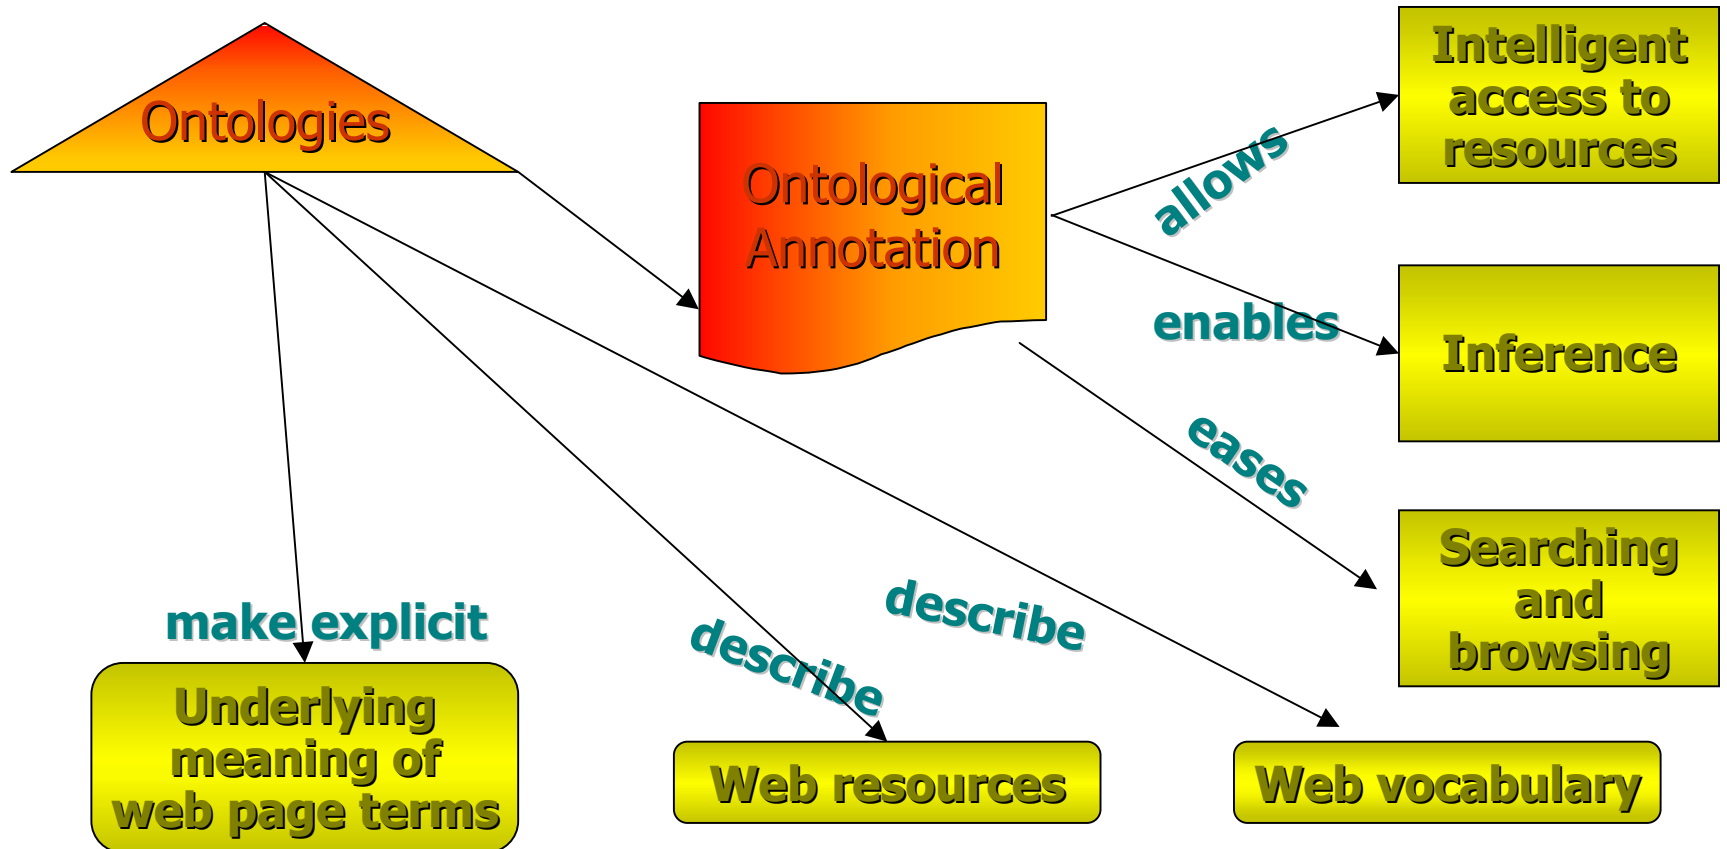 Ontologies
Ontological
Annotation
allows
enables
eases
Intelligent
access to
resources
Inference
Searching
and
browsing
make explicit
describe
describe
Underlying
meaning of
web page terms
Web resources
Web vocabulary